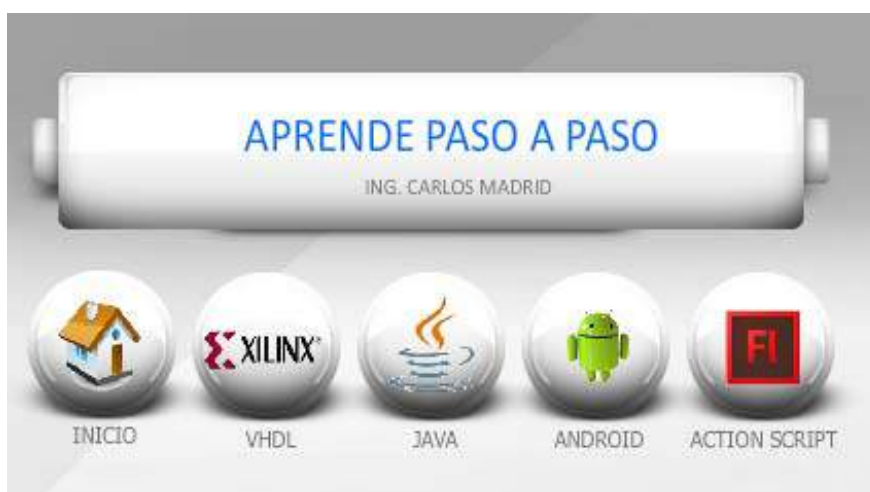 APRENDE PASO A PASO
ING. CARLOS MADRID
XILINX®
Fl
INICIO
VHDL
JAVA
ANDROID
ACTION SCRIPT